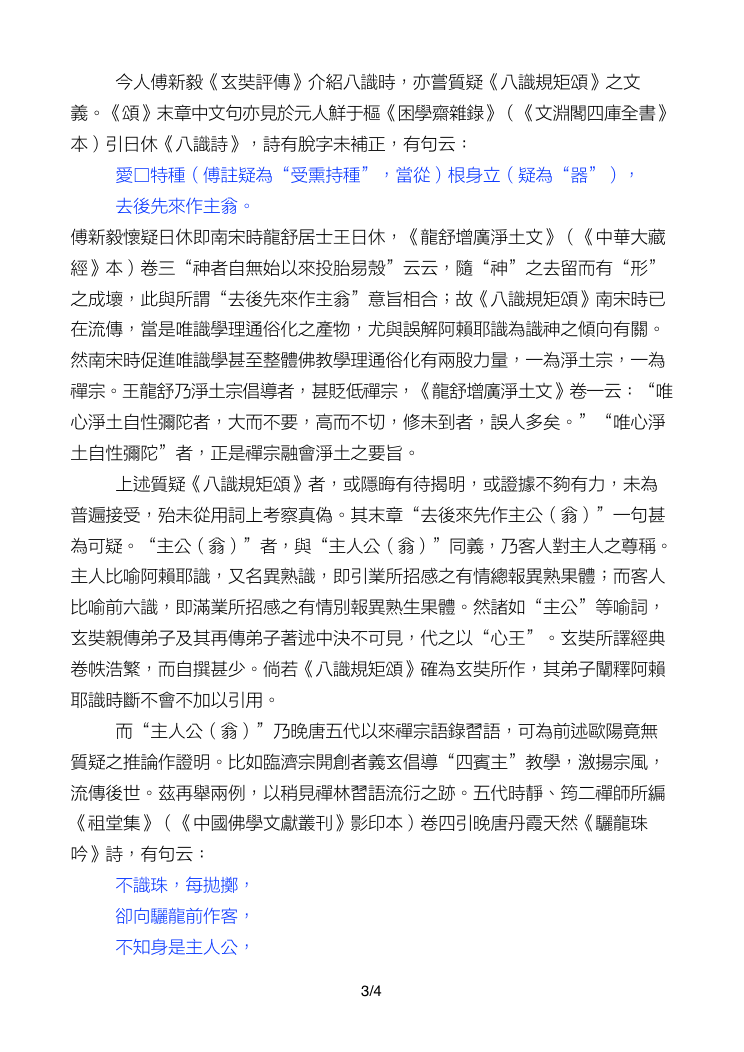 今人傅新毅《玄奘評傳》介紹八識時，亦嘗質疑《八識規矩頌》之文
義。《頌》末章中文句亦見於元人鮮于樞《困學齋雜錄》（《文淵閣四庫全書》
本）引日休《八識詩》，詩有脫字未補正，有句云：
愛□特種（傅註疑為“受熏持種”，當從）根身立（疑為“器”），
去後先來作主翁。
傅新毅懷疑日休即南宋時龍舒居士王日休，《龍舒增廣淨土文》（《中華大藏
經》本）卷三“神者自無始以來投胎易殼”云云，隨“神”之去留而有“形”
之成壞，此與所謂“去後先來作主翁”意旨相合；故《八識規矩頌》南宋時已
在流傳，當是唯識學理通俗化之產物，尤與誤解阿賴耶識為識神之傾向有關。
然南宋時促進唯識學甚至整體佛教學理通俗化有兩股力量，一為淨土宗，一為
禪宗。王龍舒乃淨土宗倡導者，甚貶低禪宗，《龍舒增廣淨土文》卷一云：“唯
心淨土自性彌陀者，大而不要，高而不切，修未到者，誤人多矣。”“唯心淨
土自性彌陀”者，正是禪宗融會淨土之要旨。
上述質疑《八識規矩頌》者，或隱晦有待揭明，或證據不夠有力，未為
普遍接受，殆未從用詞上考察真偽。其末章“去後來先作主公（翁）”一句甚
為可疑。“主公（翁）”者，與“主人公（翁）”同義，乃客人對主人之尊稱。
主人比喻阿賴耶識，又名異熟識，即引業所招感之有情總報異熟果體；而客人
比喻前六識，即滿業所招感之有情別報異熟生果體。然諸如“主公”等喻詞，
玄奘親傳弟子及其再傳弟子著述中決不可見，代之以“心王”。玄奘所譯經典
卷帙浩繁，而自撰甚少。倘若《八識規矩頌》確為玄奘所作，其弟子闡釋阿賴
耶識時斷不會不加以引用。
而“主人公（翁）”乃晚唐五代以來禪宗語錄習語，可為前述歐陽竟無
質疑之推論作證明。比如臨濟宗開創者義玄倡導“四賓主”教學，激揚宗風，
流傳後世。茲再舉兩例，以稍見禪林習語流衍之跡。五代時靜、筠二禪師所編
《祖堂集》（《中國佛學文獻叢刊》影印本）卷四引晚唐丹霞天然《驪龍珠
吟》詩，有句云：
不識珠，每拋擲，
卻向驪龍前作客，
不知身是主人公，
3/4